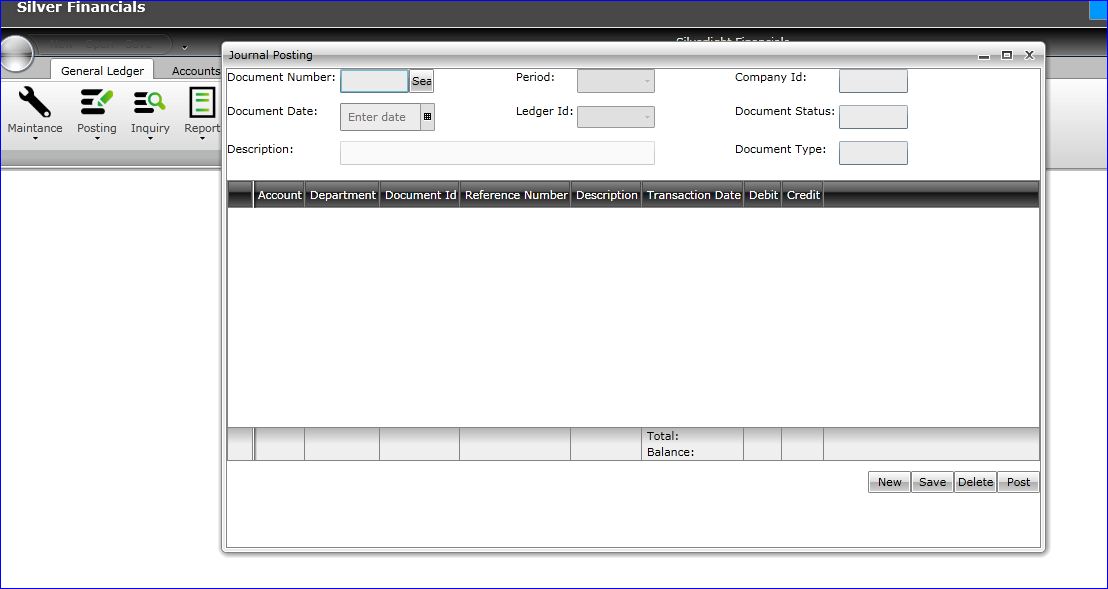 Silver Financials
New Open Save
Silverlight Financials
General Ledger
Accounts
Maintance
Posting
Inquiry
Report
Journal Posting
Document Number:
Sea
Period:
Company Id:
Document Date:
Enter date
Ledger Id:
Document Status:
Description:
Document Type:
Account Department Document Id Reference Number Description Transaction Date Debit Credit
Total:
Balance:
New Save Delete Post